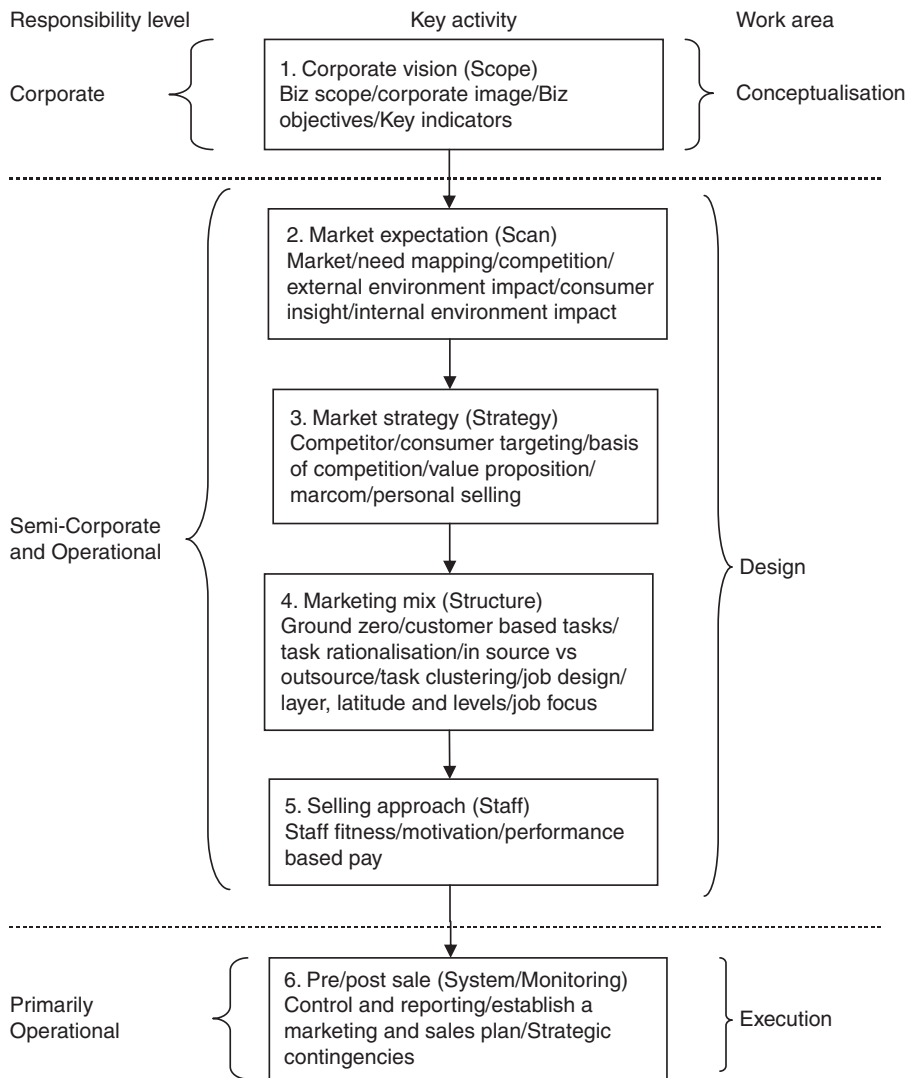 Responsibility level
Key activity
Work area
Corporate
1. Corporate vision (Scope)
Biz scope/corporate image/Biz
objectives/Key indicators
Conceptualisation
2. Market expectation (Scan)
Market/need mapping/competition/
external environment impact/consumer
insight/internal environment impact
3. Market strategy (Strategy)
Competitor/consumer targeting/basis
of competition/value proposition/
marcom/personal selling
Semi-Corporate
and Operational
4. Marketing mix (Structure)
Ground zero/customer based tasks/
task rationalisation/in source vs
outsource/task clustering/job design/
layer, latitude and levels/job focus
Design
5. Selling approach (Staff)
Staff fitness/motivation/performance
based pay
Primarily
Operational
6. Pre/post sale (System/Monitoring)
Control and reporting/establish a
marketing and sales plan/Strategic
contingencies
Execution